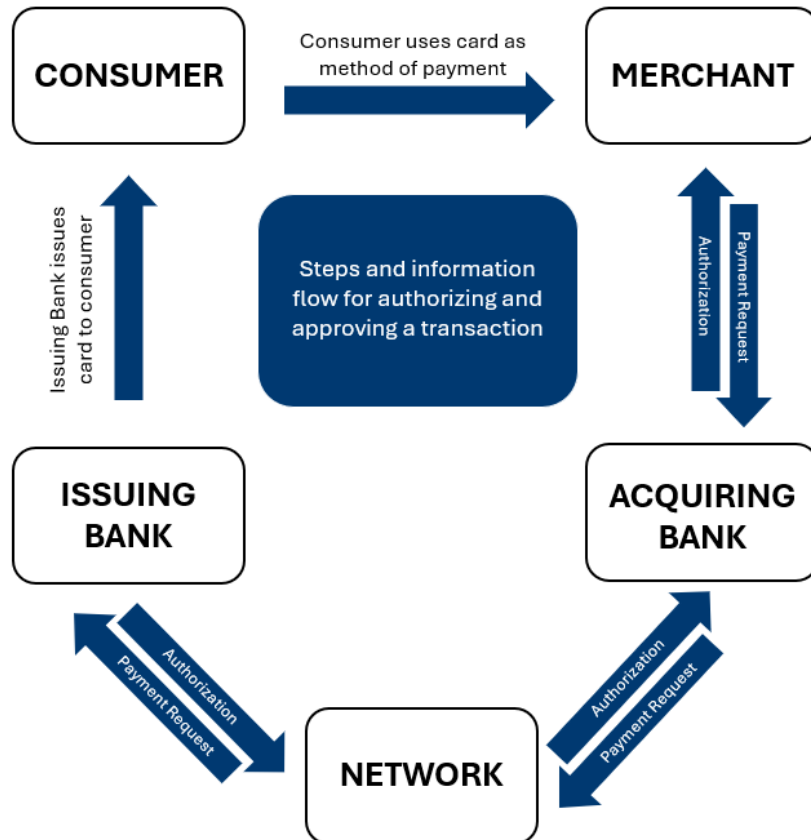 CONSUMER
Consumer uses card as
method of payment
MERCHANT
Issuing Bank issues
card to consumer
Steps and information
flow for authorizing and
approving a transaction
Authorization
Payment Request
ISSUING
BANK
ACQUIRING
BANK
Authorization
Payment Request
Authorization
Payment Request
NETWORK